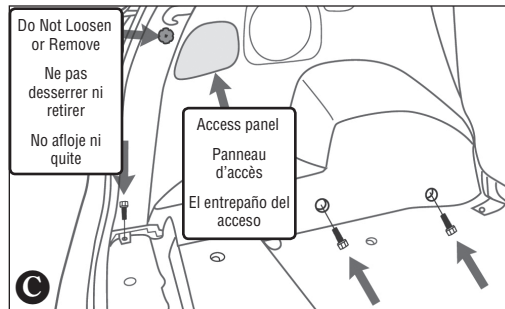 Do Not Loosen
or Remove
Ne pas
desserrer ni
retirer
No afloje ni
quite
Access panel
Panneau
d'accès
El entrepaño del
acceso
C